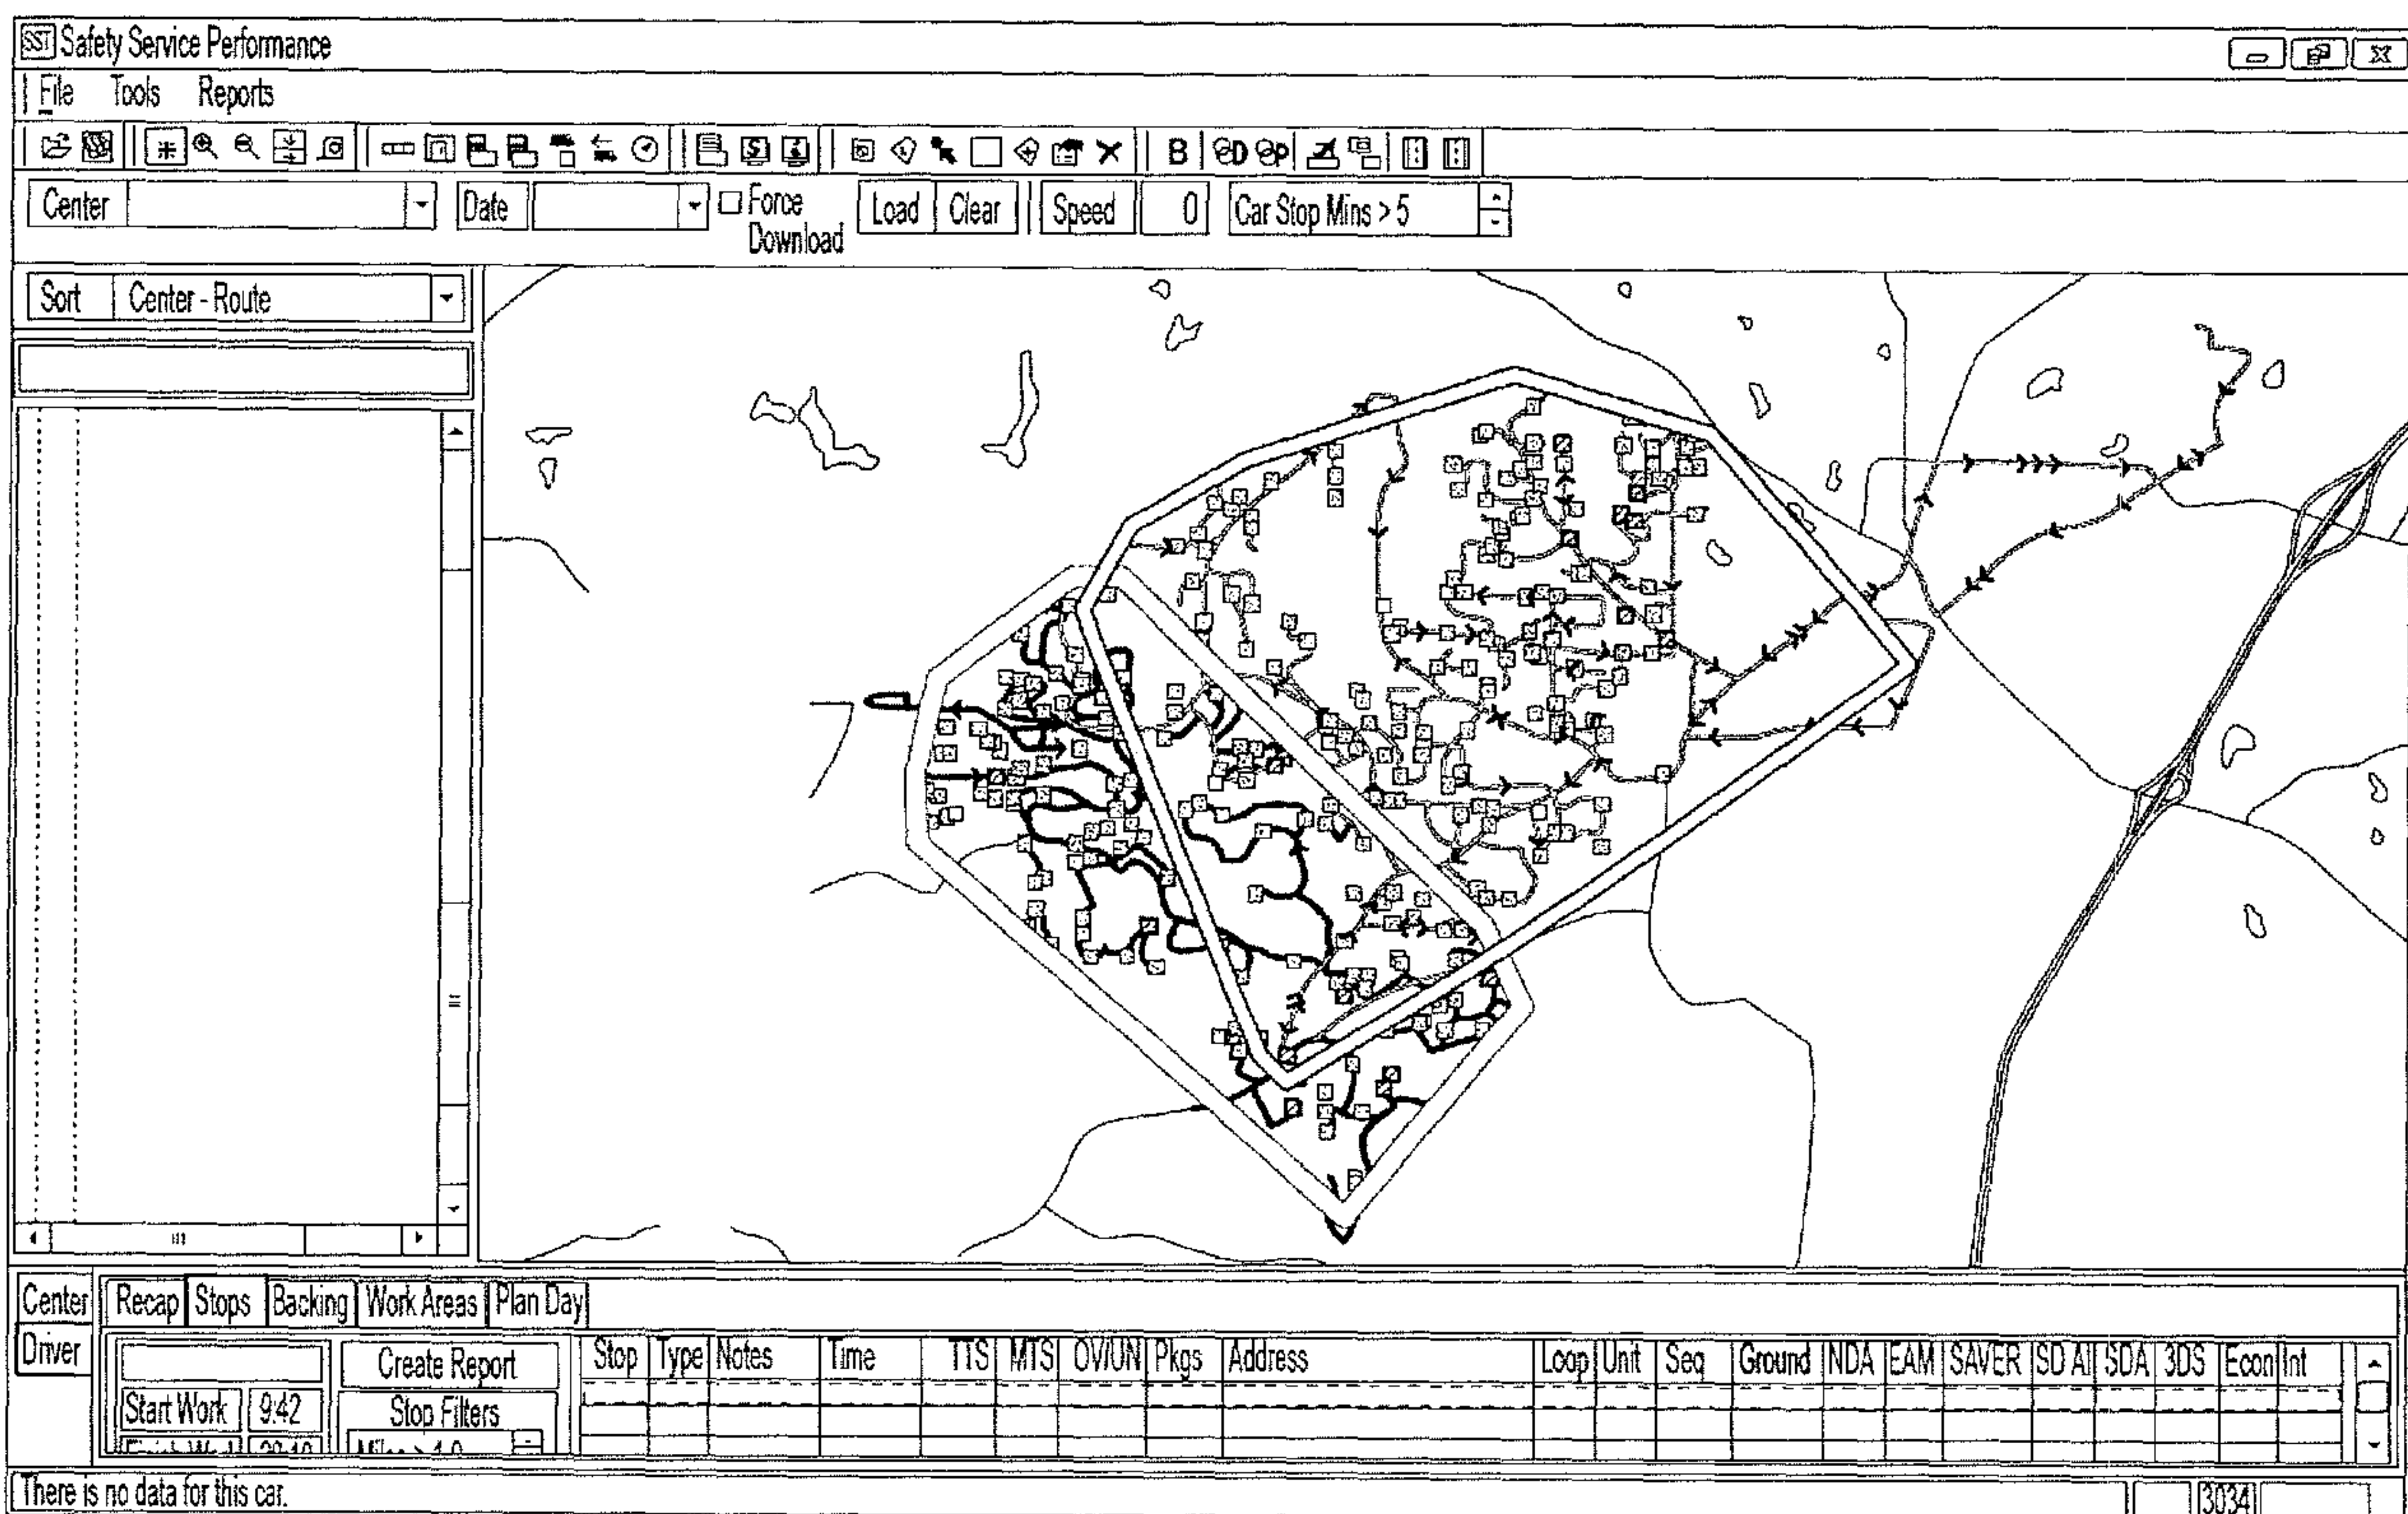 SST Safety Service Performance
File Tools Reports
B D P
Center Date Force Download Load Clear Speed 0 Car Stop Mins > 5
Sort Center - Route
Center Recap Stops Backing Work Areas Plan Day
Driver Create Report Stop Type Notes Time TTS MTS OV/UN Pkgs Address Loop Unit Seq Ground NDA EAM SAVER SD A SDA 3DS Econ Int
Start Work 9:42 Stop Filters
There is no data for this car. 3034